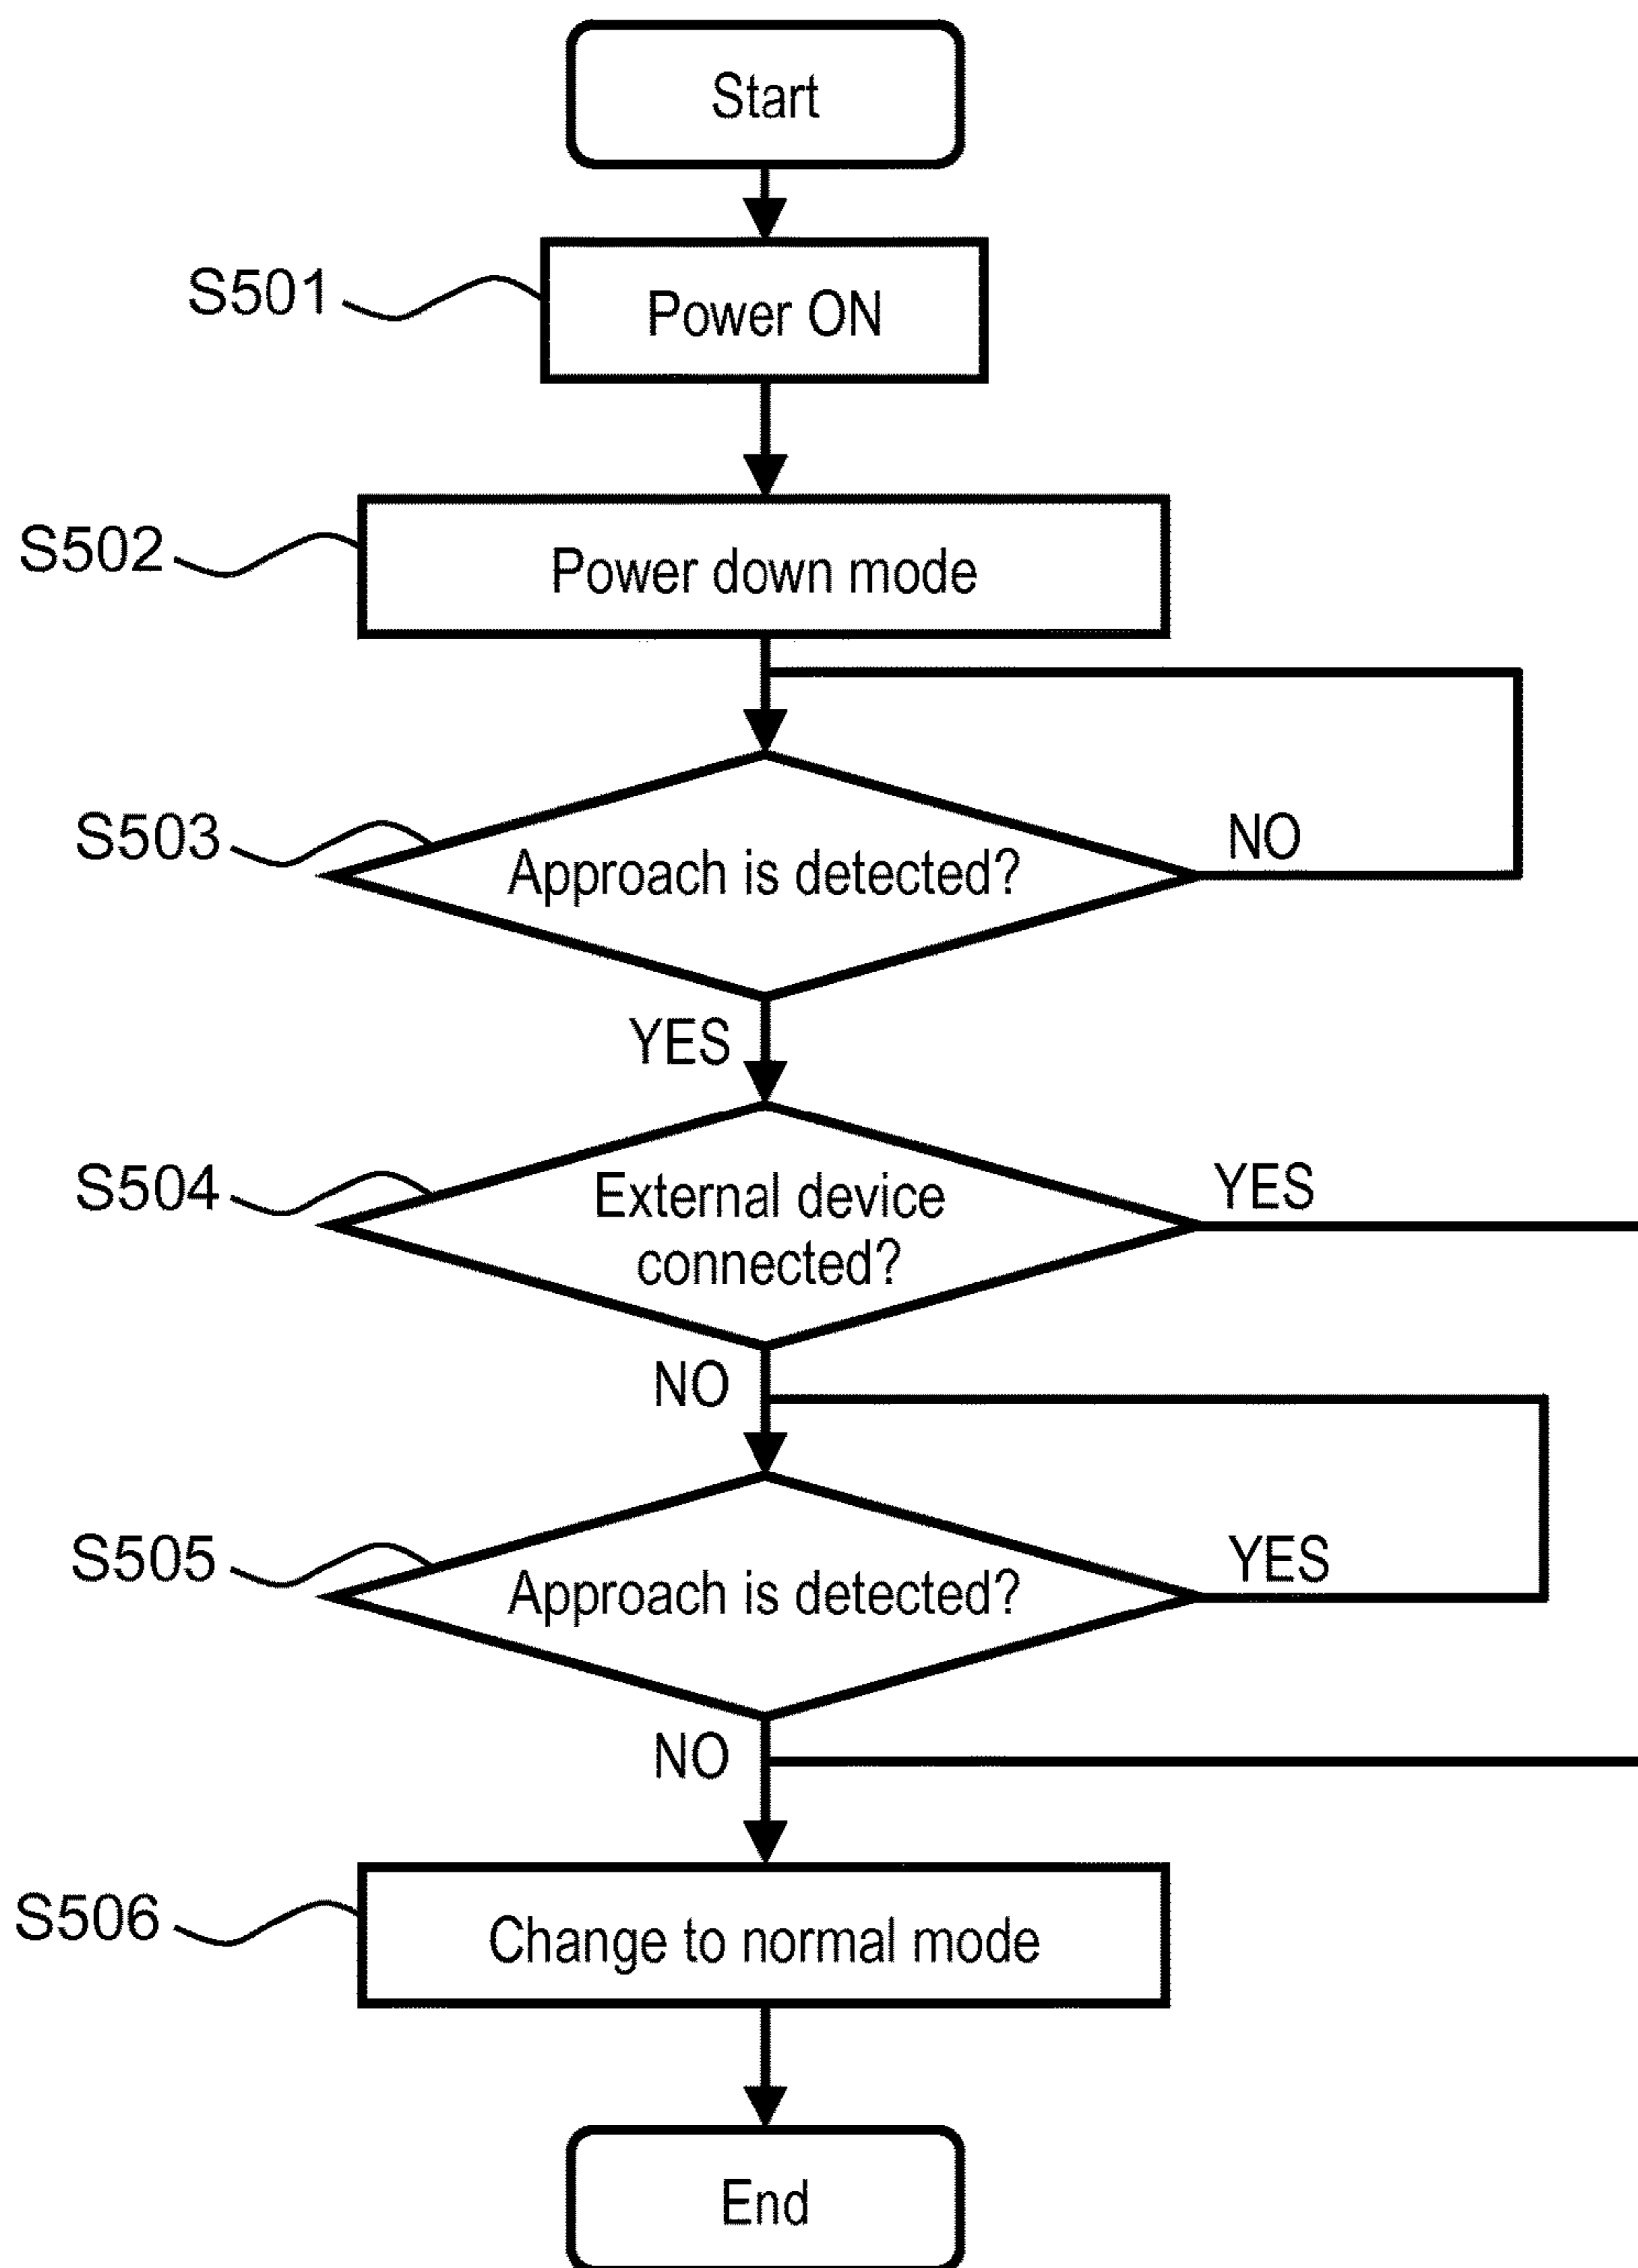 Start
S501
Power ON
S502
Power down mode
S503
Approach is detected?
NO
YES
S504
External device
connected?
YES
NO
S505
Approach is detected?
YES
NO
S506
Change to normal mode
End